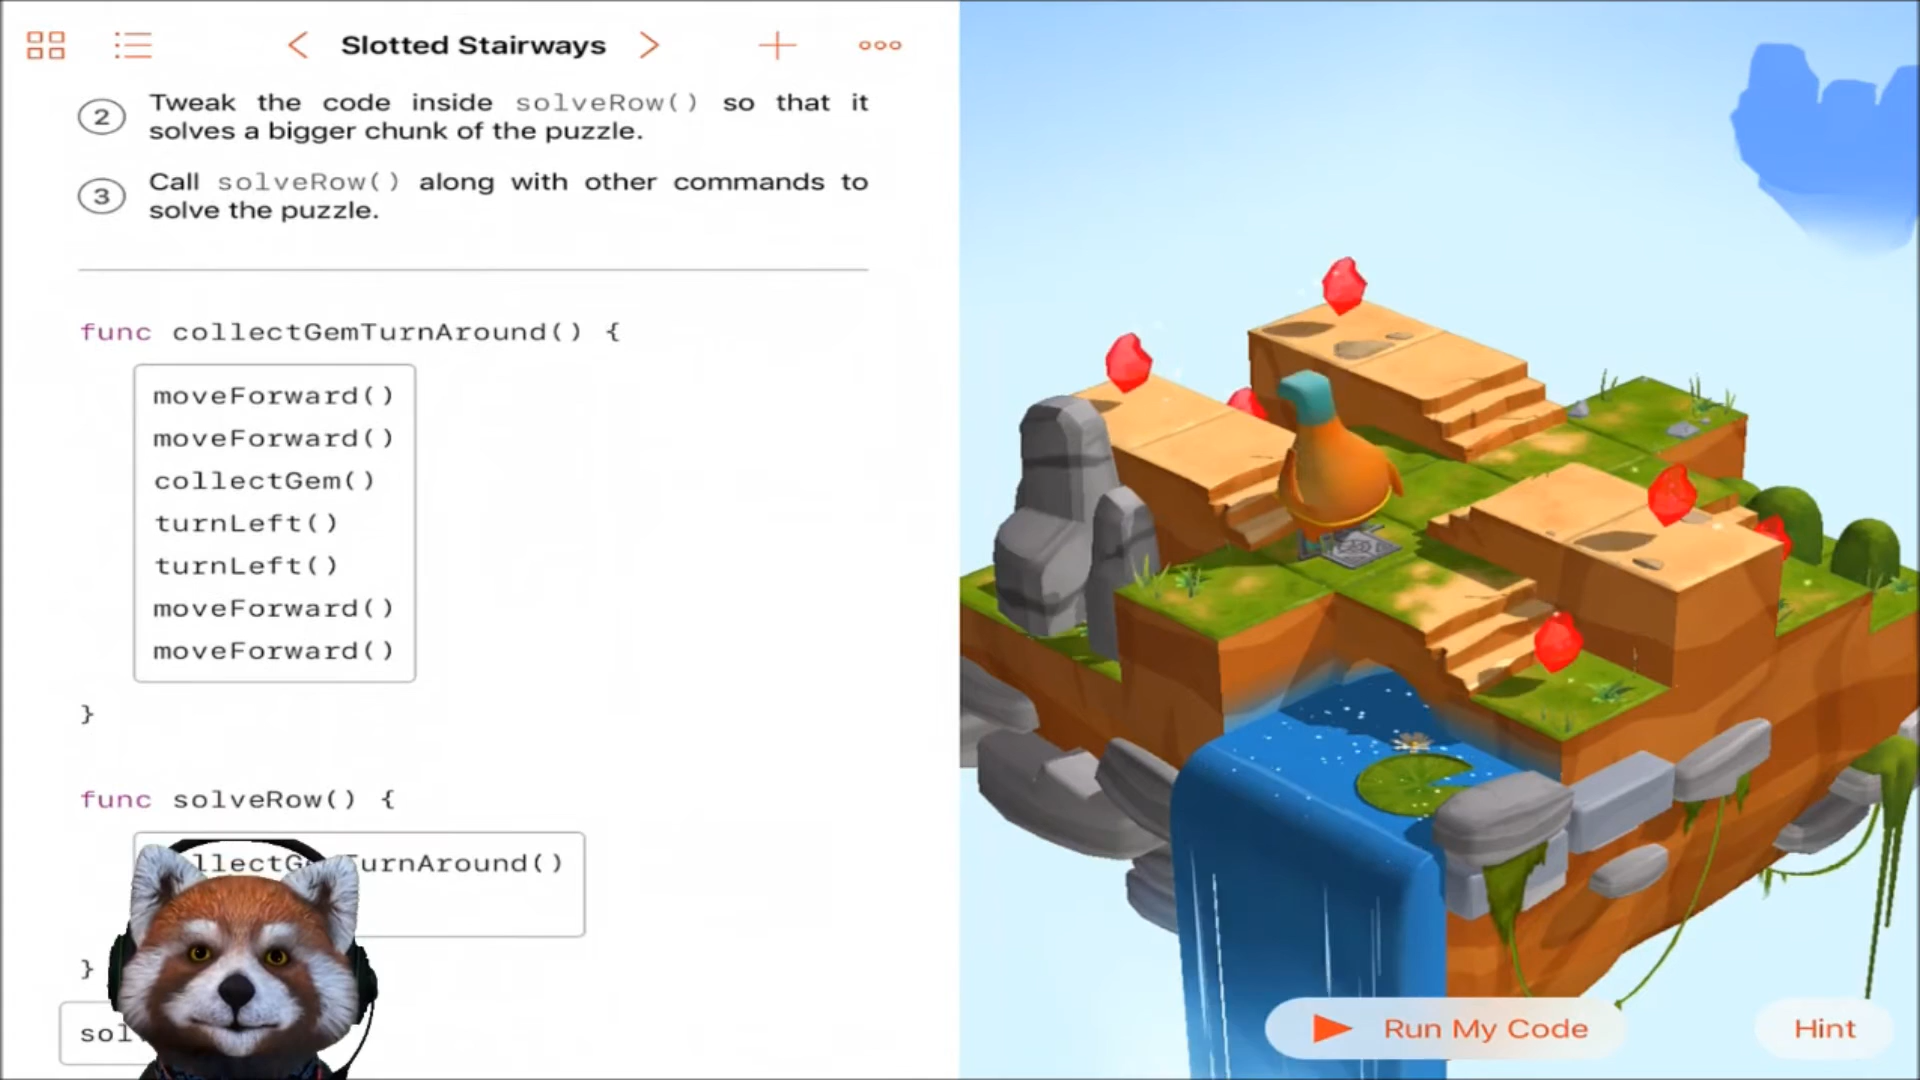 Slotted Stairways
2 Tweak the code inside solveRow() so that it
solves a bigger chunk of the puzzle.
3 Call solveRow() along with other commands to
solve the puzzle.
func collectGemTurnAround() {
moveForward()
moveForward()
collectGem()
turnLeft()
turnLeft()
moveForward()
moveForward()
}
func solveRow() {
}
Run My Code
Hint